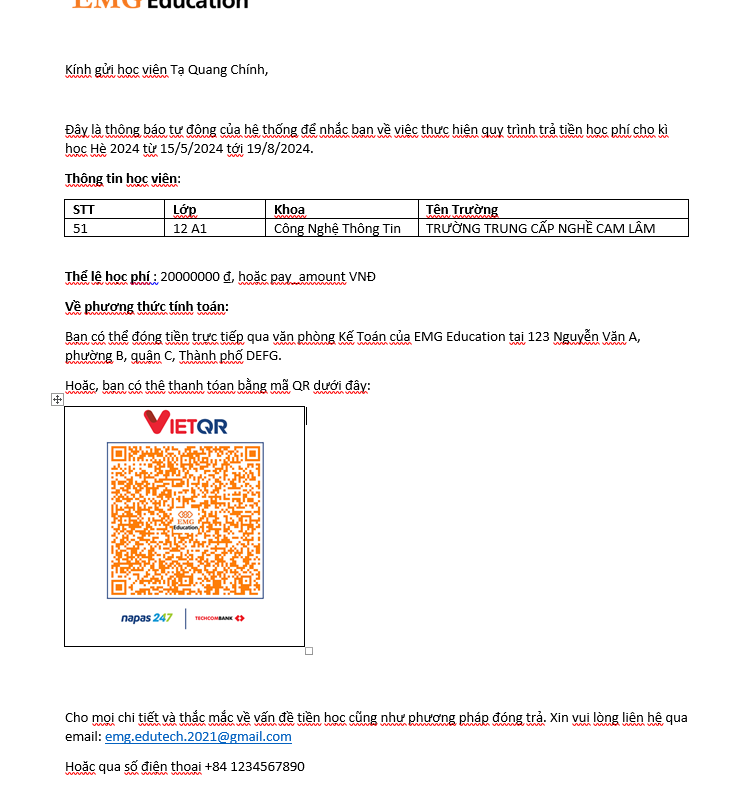 EMG Education
Kính gửi học viên Tạ Quang Chính,
Đây là thông báo tự động của hệ thống để nhắc bạn về việc thực hiện quy trình trả tiền học phí cho kì
học Hè 2024 từ 15/5/2024 tới 19/8/2024.
Thông tin học viên:
STT Lớp Khoa Tên Trường
51 12 A1 Công Nghệ Thông Tin TRƯỜNG TRUNG CẤP NGHỀ CAM LÂM
Thể lệ học phí : 20000000 đ, hoặc pay_amount VNĐ
Về phương thức tính toán:
Bạn có thể đóng tiền trực tiếp qua văn phòng Kế Toán của EMG Education tại 123 Nguyễn Văn A,
phường B, quận C, Thành phố DEFG.
Hoặc, bạn có thê thanh tóan bằng mã QR dưới đây:
VIETQR
EMG
Education
napas 247 TECHCOMBANK
Cho mọi chi tiết và thắc mắc về vấn đề tiền học cũng như phương pháp đóng trả. Xin vui lòng liên hệ qua
email: emg.edutech.2021@gmail.com
Hoặc qua số điện thoại +84 1234567890